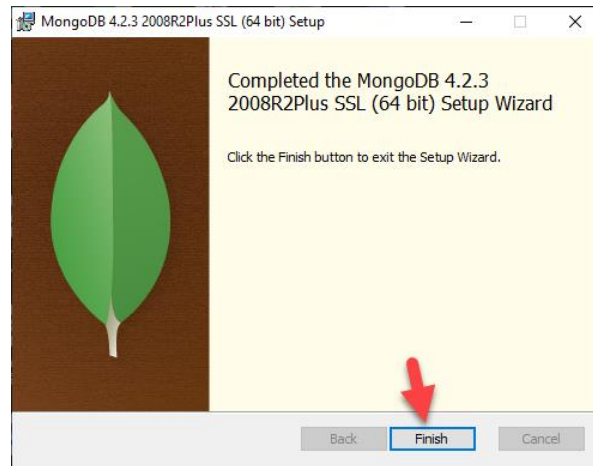 MongoDB 4.2.3 2008R2Plus SSL (64 bit) Setup
Completed the MongoDB 4.2.3
2008R2Plus SSL (64 bit) Setup Wizard
Click the Finish button to exit the Setup Wizard.
Back Finish Cancel